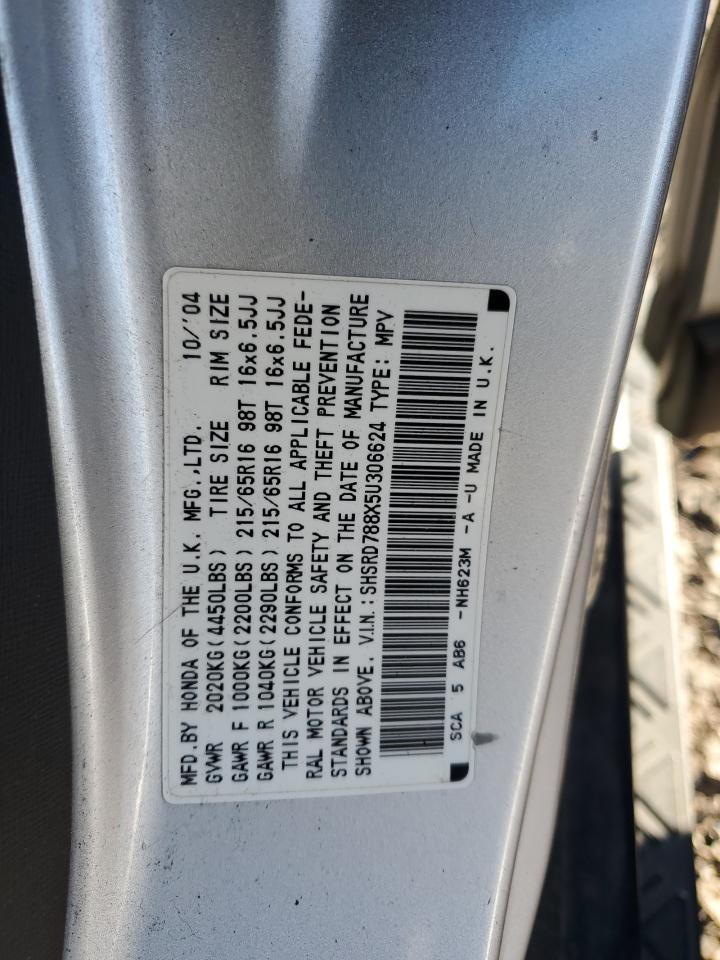 MFD.BY HONDA OF THE U.K. MFG.,LTD. 10/'04
GVWR 2020KG(4450LBS) TIRE SIZE RIM SIZE
GAWR F 1000KG(2200LBS)215/65R16 98T 16x6.5JJ
GAWR R 1040KG(2290LBS)215/65R16 98T 16x6.5JJ
THIS VEHICLE CONFORMS TO ALL APPLICABLE FEDE-
RAL MOTOR VEHICLE SAFETY AND THEFT PREVENTION
STANDARDS IN EFFECT ON THE DATE OF MANUFACTURE
SHOWN ABOVE. V.I.N.:SHSRD788X5U306624 TYPE: MPV
SCA 5 AB6 -NH623M -A -U MADE IN U.K.